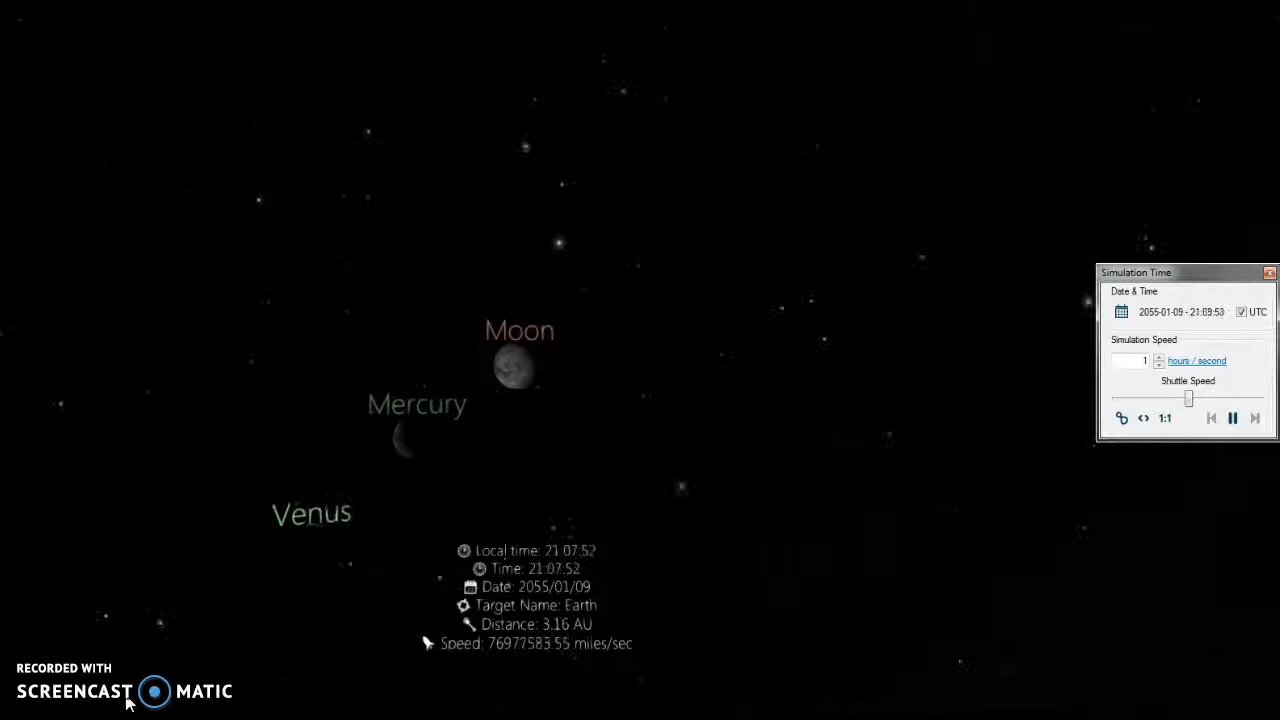 Moon
Mercury
Venus
Local time: 21:07:52
Time: 21:07:52
Date: 2055/01/09
Target Name: Earth
Distance: 3.16 AU
Speed: 76977583.55 miles/sec
Simulation Time
Date & Time
2055-01-09 - 21:09:53 UTC
Simulation Speed
1 hours / second
Shuttle Speed
1:1
RECORDED WITH
SCREENCAST MATIC